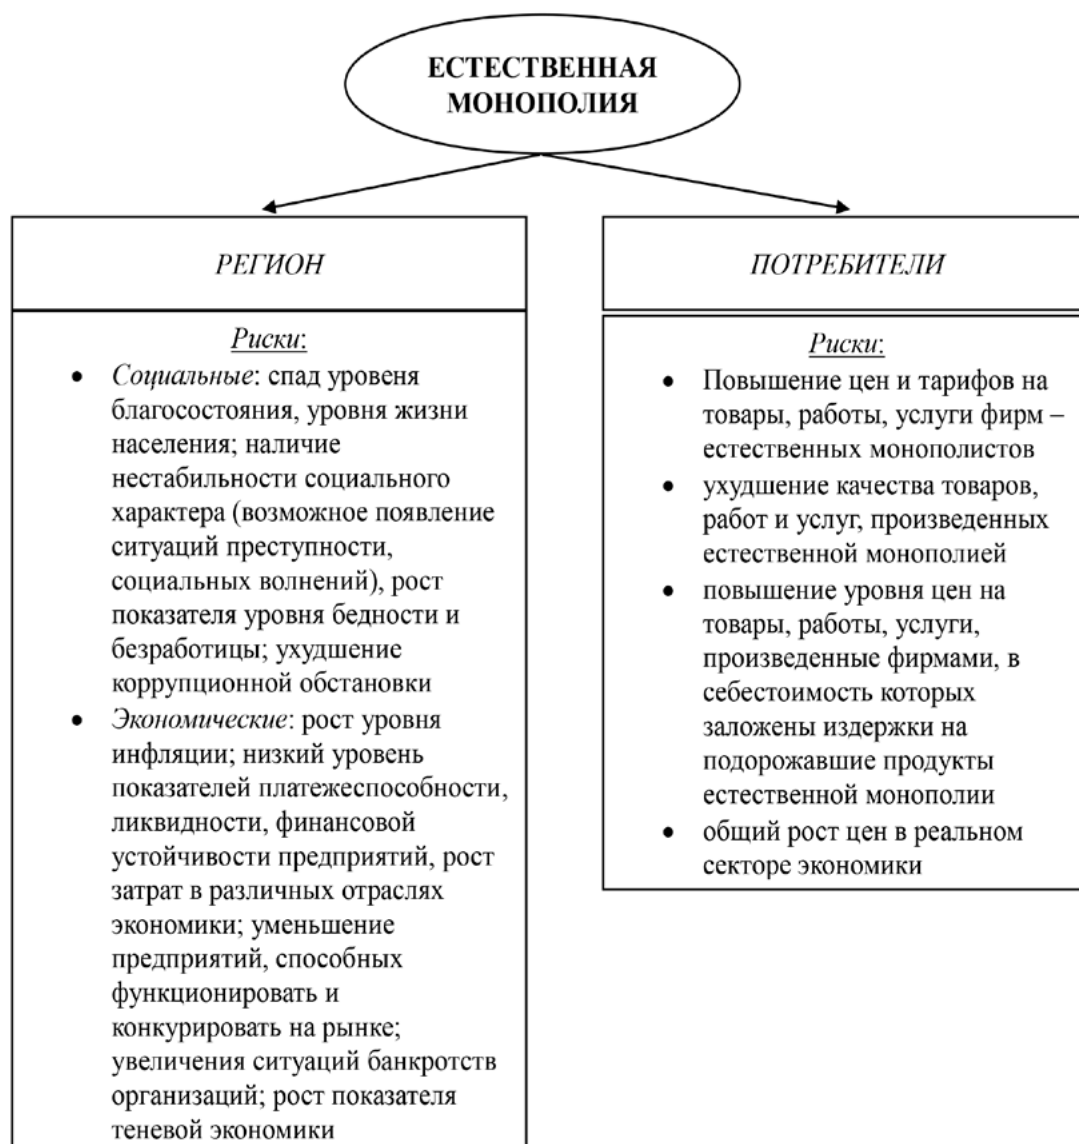 ЕСТЕСТВЕННАЯ
МОНОПОЛИЯ
РЕГИОН
Риски:
• Социальные: спад уровеня
благосостояния, уровня жизни
населения; наличие
нестабильности социального
характера (возможное появление
ситуаций преступности,
социальных волнений), рост
показателя уровня бедности и
безработицы; ухудшение
коррупционной обстановки
• Экономические: рост уровня
инфляции; низкий уровень
показателей платежеспособности,
ликвидности, финансовой
устойчивости предприятий, рост
затрат в различных отраслях
экономики; уменьшение
предприятий, способных
функционировать и
конкурировать на рынке;
увеличения ситуаций банкротств
организаций; рост показателя
теневой экономики
ПОТРЕБИТЕЛИ
Риски:
• Повышение цен и тарифов на
товары, работы, услуги фирм –
естественных монополистов
• ухудшение качества товаров,
работ и услуг, произведенных
естественной монополией
• повышение уровня цен на
товары, работы, услуги,
произведенные фирмами, в
себестоимость которых
заложены издержки на
подорожавшие продукты
естественной монополии
• общий рост цен в реальном
секторе экономики